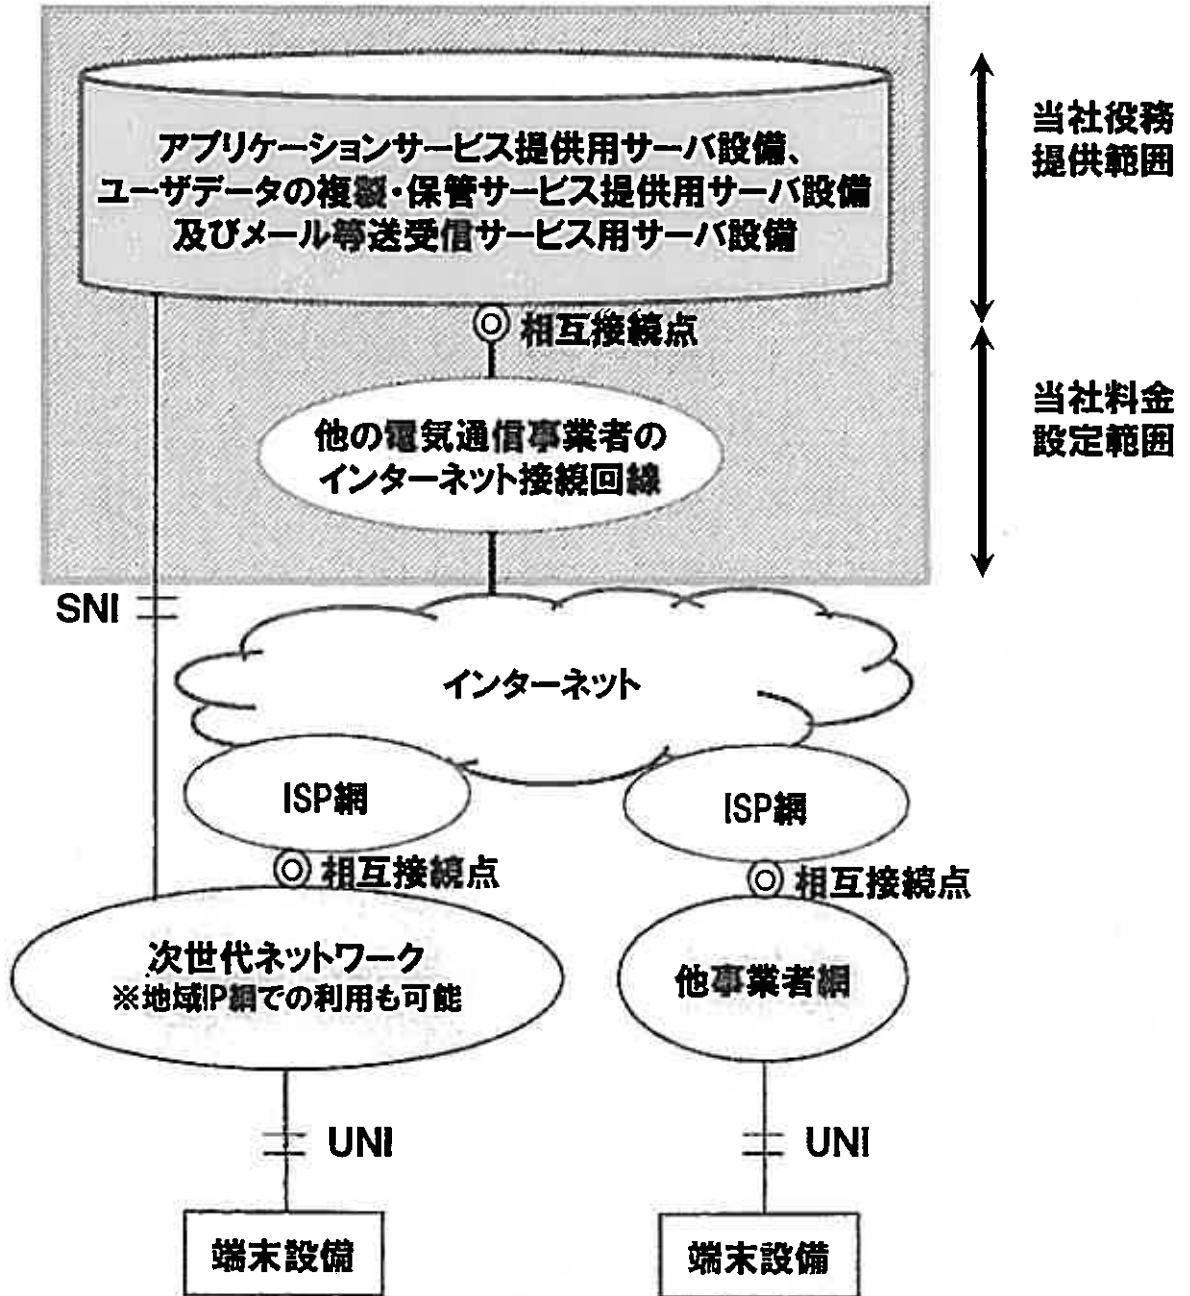 アプリケーションサービス提供用サーバ設備、
ユーザデータの複製・保管サービス提供用サーバ設備
及びメール等送受信サービス用サーバ設備
当社役務
提供範囲
相互接続点
他の電気通信事業者の
インターネット接続回線
当社料金
設定範囲
SNI
インターネット
ISP網
ISP網
相互接続点
相互接続点
次世代ネットワーク
※地域IP網での利用も可能
他事業者網
UNI
UNI
端末設備
端末設備